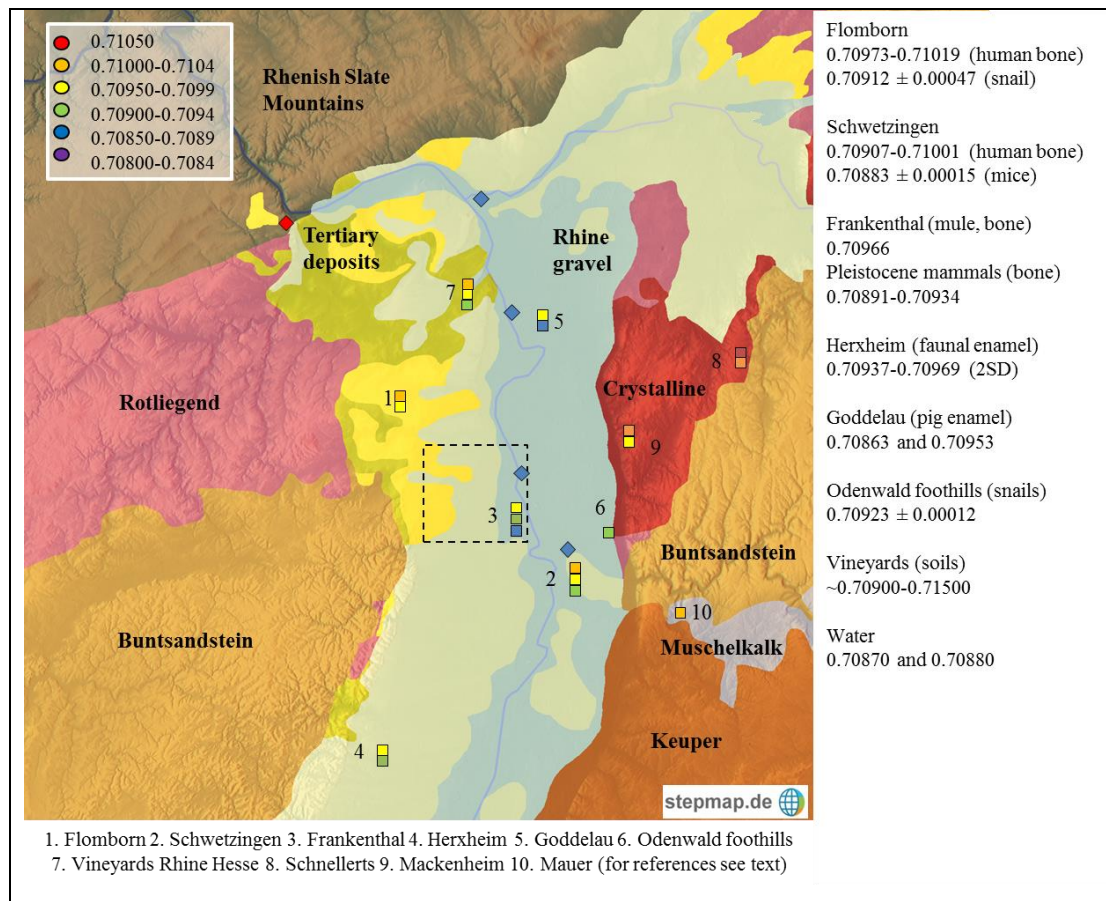 0.71050
0.71000-0.7104
0.70950-0.7099
0.70900-0.7094
0.70850-0.7089
0.70800-0.7084
Rhenish Slate
Mountains
Tertiary
deposits
Rhine
gravel
7
5
8
Crystalline
1
Rotliegend
9
3
6
2
Buntsandstein
10
Buntsandstein
Muschelkalk
4
Keuper
stepmap.de
1. Flomborn 2. Schwetzingen 3. Frankenthal 4. Herxheim 5. Goddelau 6. Odenwald foothills
7. Vineyards Rhine Hesse 8. Schnellerts 9. Mackenheim 10. Mauer (for references see text)
Flomborn
0.70973-0.71019 (human bone)
0.70912 ± 0.00047 (snail)
Schwetzingen
0.70907-0.71001 (human bone)
0.70883 ± 0.00015 (mice)
Frankenthal (mule, bone)
0.70966
Pleistocene mammals (bone)
0.70891-0.70934
Herxheim (faunal enamel)
0.70937-0.70969 (2SD)
Goddelau (pig enamel)
0.70863 and 0.70953
Odenwald foothills (snails)
0.70923 ± 0.00012
Vineyards (soils)
~0.70900-0.71500
Water
0.70870 and 0.70880